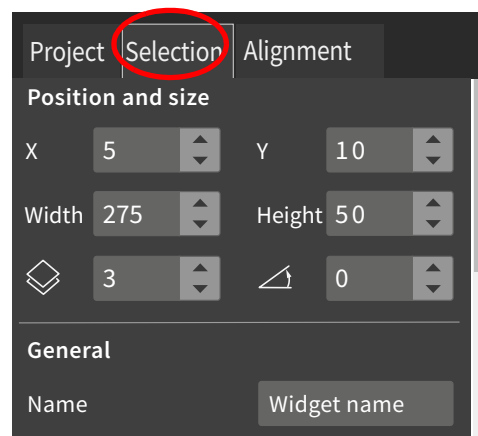 Project Selection Alignment
Position and size
X 5 Y 10
Width 275 Height 50
3 0
General
Name Widget name